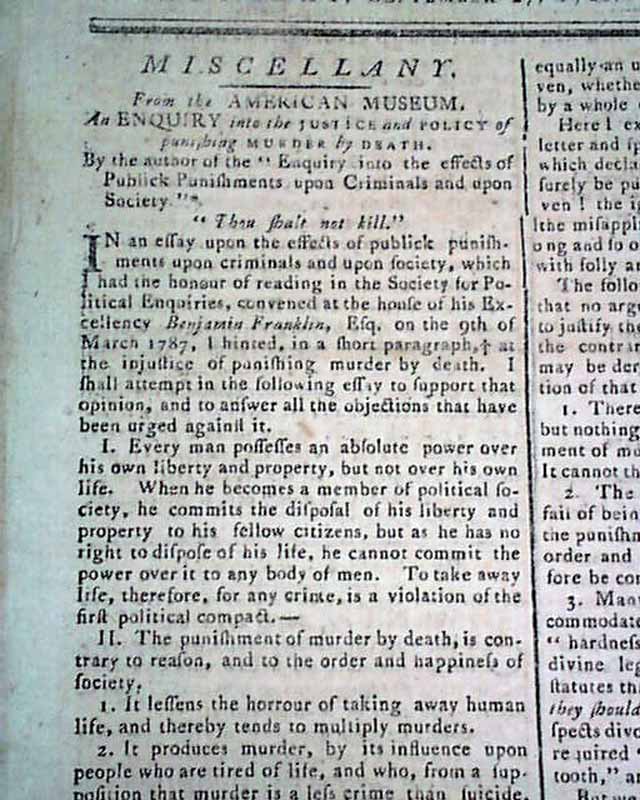 MISCELLANY.
From the AMERICAN MUSEUM.
An ENQUIRY into the JUSTICE and POLICY of
puniſhing MURDER by DEATH.
By the author of the “ Enquiry into the effects of
Publick Puniſhments upon Criminals and upon
Society.”*
“ Thou ſhalt not kill.”
IN an eſſay upon the effects of publick puniſh-
ments upon criminals and upon ſociety, which
I had the honour of reading in the Society for Po-
litical Enquiries, convened at the houſe of his Ex-
cellency Benjamin Franklin, Eſq. on the 9th of
March 1787, I hinted, in a ſhort paragraph,† at
the injuſtice of puniſhing murder by death. I
ſhall attempt in the following eſſay to ſupport that
opinion, and to anſwer all the objections that have
been urged againſt it.
I. Every man poſſeſſes an abſolute power over
his own liberty and property, but not over his own
life. When he becomes a member of political ſo-
ciety, he commits the diſpoſal of his liberty and
property to his fellow citizens, but as he has no
right to diſpoſe of his life, he cannot commit the
power over it to any body of men. To take away
life, therefore, for any crime, is a violation of the
firſt political compact.—
II. The puniſhment of murder by death, is con-
trary to reaſon, and to the order and happineſs of
ſociety.
1. It leſſens the horrour of taking away human
life, and thereby tends to multiply murders.
2. It produces murder, by its influence upon
people who are tired of life, and who, from a ſup-
poſition that murder is a leſs crime than ſuicide,
equally an
ven, whethe
by a whole
Here I
letter and
which decla
ſurely be pu
ven ! the
the
ong and ſo
with folly
The follo
that no argu
to juſtify the
the contrar
may be der
tion of that
1. There
but nothing
ment of mu
It cannot th
2. The
fail of bein
the puniſhm
order and
fore be con
3. Many
commodate
“ hardneſs
divine leg
ſtatutes tha
they ſhould
ſpects divo
required “
tooth,” an
But we